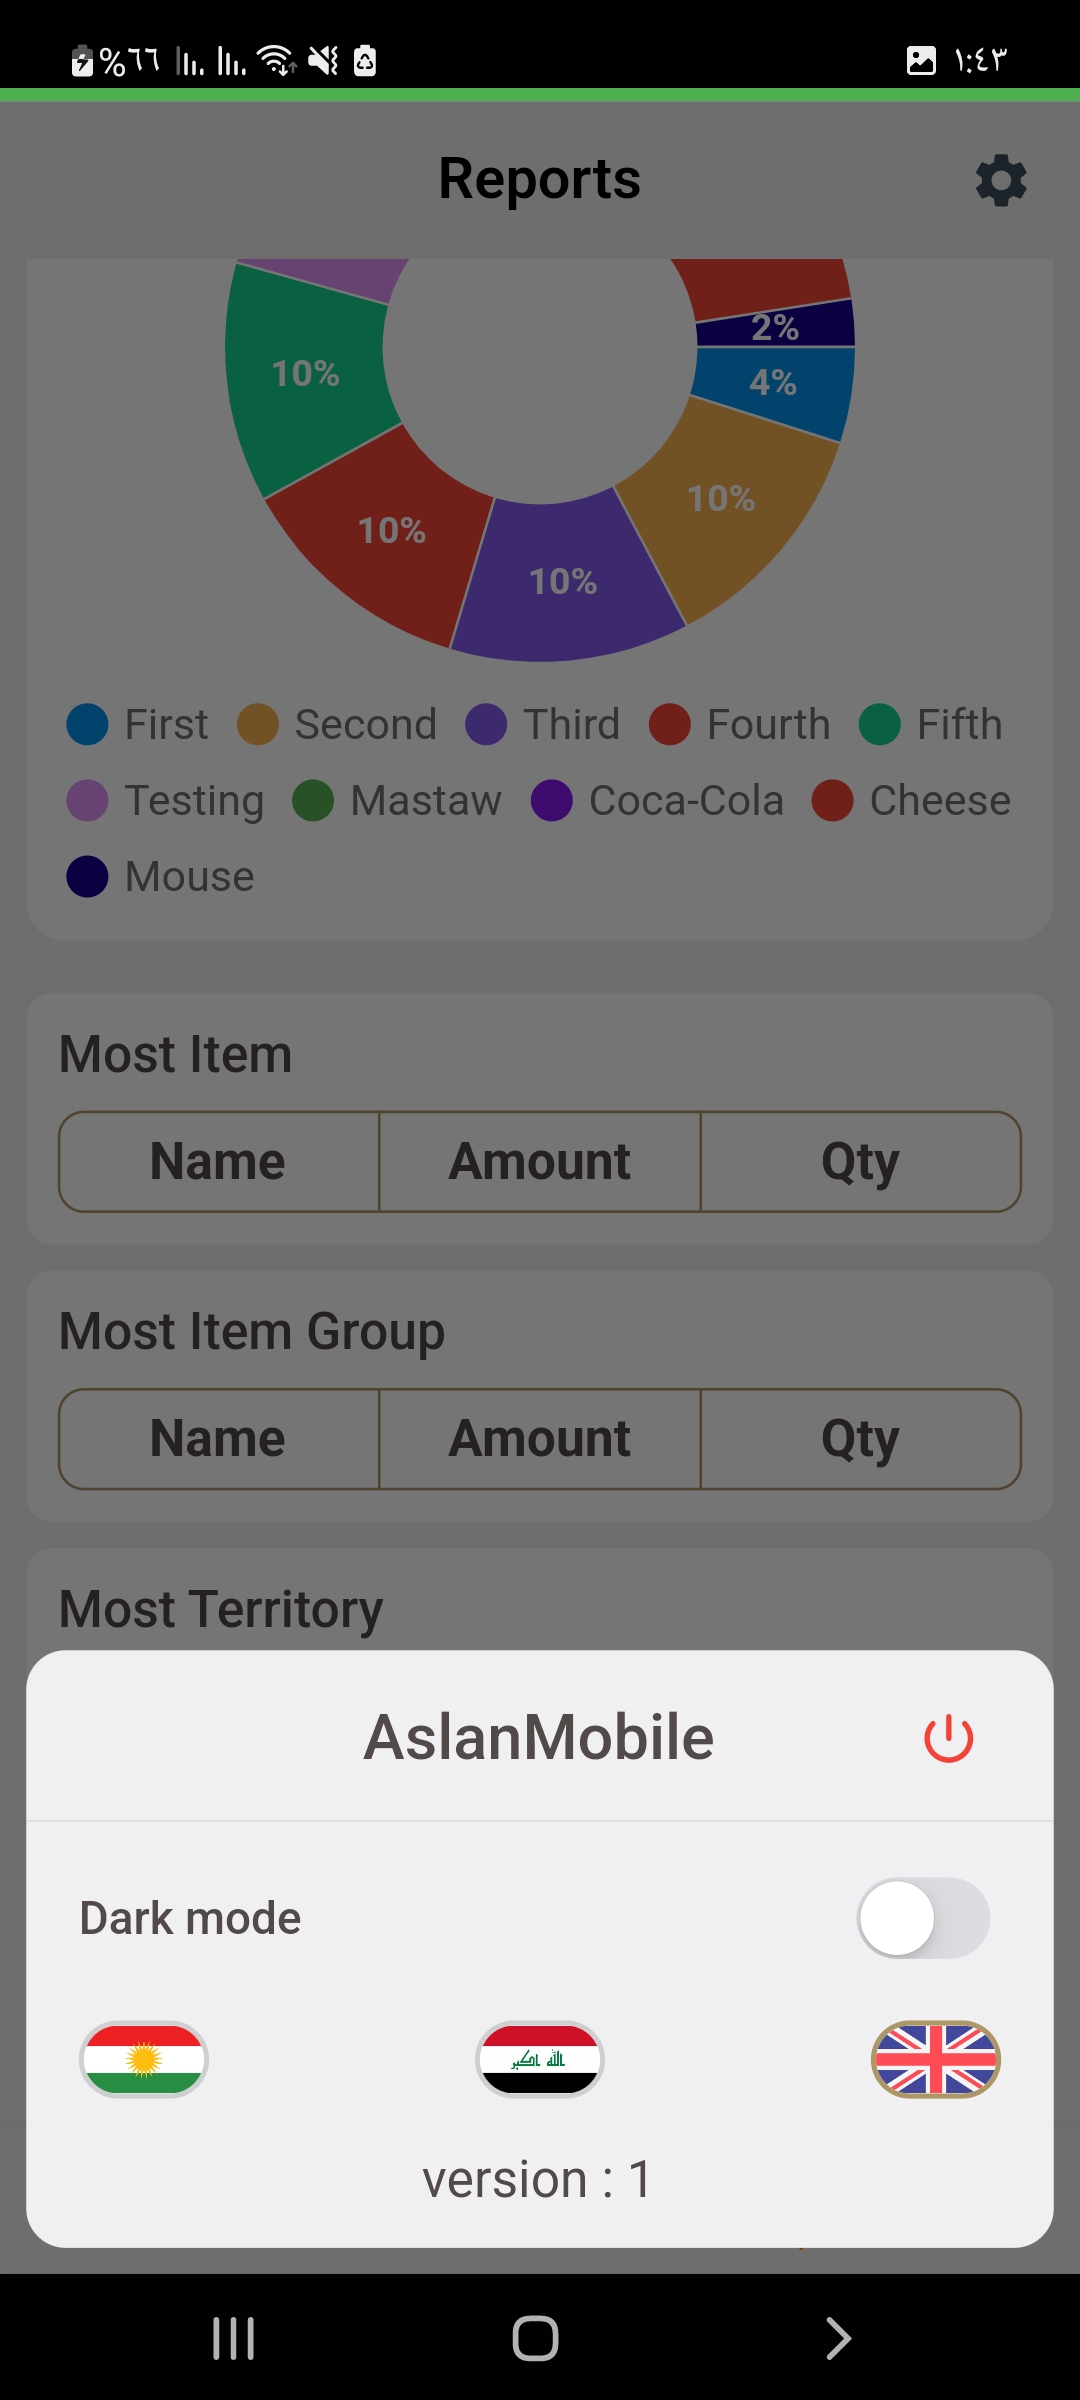 %٦٦ ١:٤٣
Reports
2%
10% 4%
10%
10%
10%
First Second Third Fourth Fifth
Testing Mastaw Coca-Cola Cheese
Mouse
Most Item
Name Amount Qty
Most Item Group
Name Amount Qty
Most Territory
AslanMobile
Dark mode
الله اكبر
version : 1